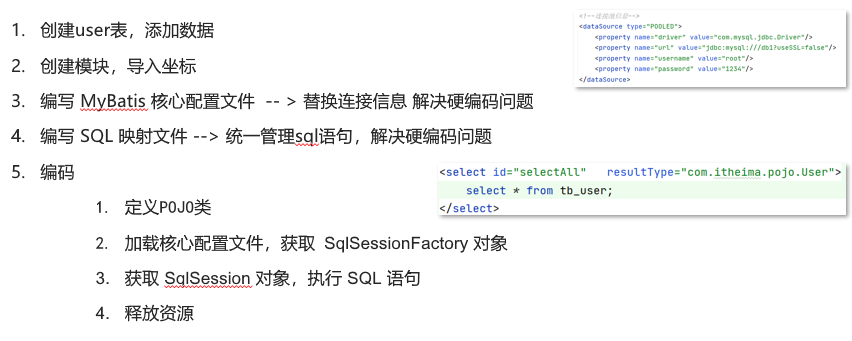 1. 创建user表，添加数据
2. 创建模块，导入坐标
3. 编写 MyBatis 核心配置文件 -- > 替换连接信息 解决硬编码问题
4. 编写 SQL 映射文件 --> 统一管理sql语句，解决硬编码问题
5. 编码
1. 定义POJO类
2. 加载核心配置文件，获取 SqlSessionFactory 对象
3. 获取 SqlSession 对象，执行 SQL 语句
4. 释放资源
<!--连接信息-->
<dataSource type="POOLED">
<property name="driver" value="com.mysql.jdbc.Driver"/>
<property name="url" value="jdbc:mysql:///db1?useSSL=false"/>
<property name="username" value="root"/>
<property name="password" value="1234"/>
</dataSource>
<select id="selectAll" resultType="com.itheima.pojo.User">
select * from tb_user;
</select>